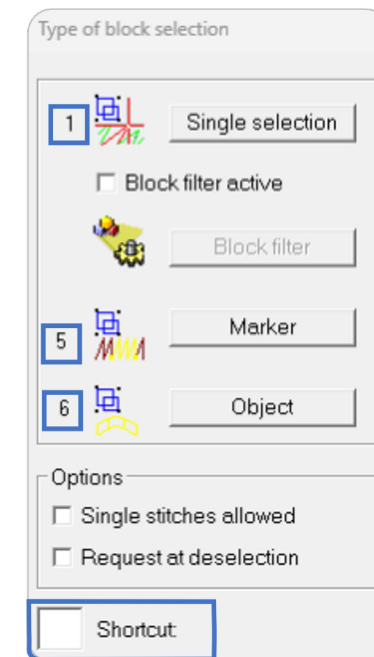 Type of block selection
1 Single selection
Block filter active
Block filter
5 Marker
6 Object
Options
Single stitches allowed
Request at deselection
Shortcut: